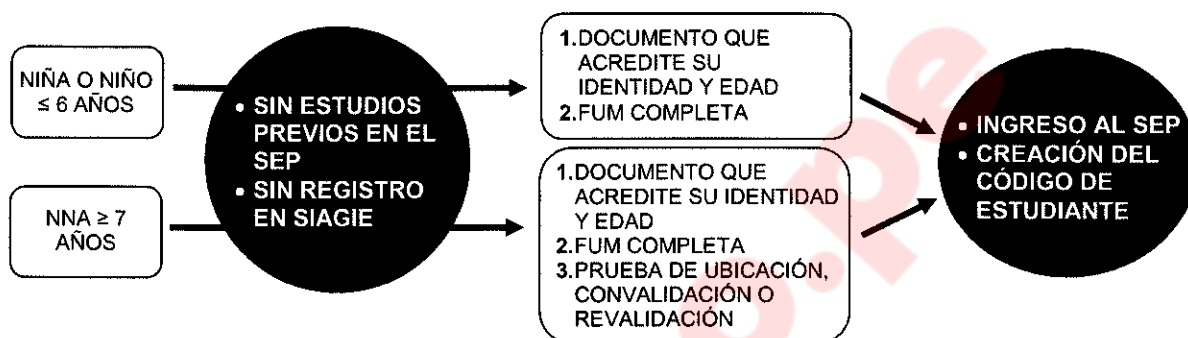 NIÑA O NIÑO
≤ 6 AÑOS
NNA ≥ 7
AÑOS
• SIN ESTUDIOS
PREVIOS EN EL
SEP
• SIN REGISTRO
EN SIAGIE
1.DOCUMENTO QUE
ACREDITE SU
IDENTIDAD Y EDAD
2.FUM COMPLETA
1.DOCUMENTO QUE
ACREDITE SU IDENTIDAD
Y EDAD
2.FUM COMPLETA
3.PRUEBA DE UBICACIÓN,
CONVALIDACIÓN O
REVALIDACIÓN
• INGRESO AL SEP
• CREACIÓN DEL
CÓDIGO DE
ESTUDIANTE
o.pe